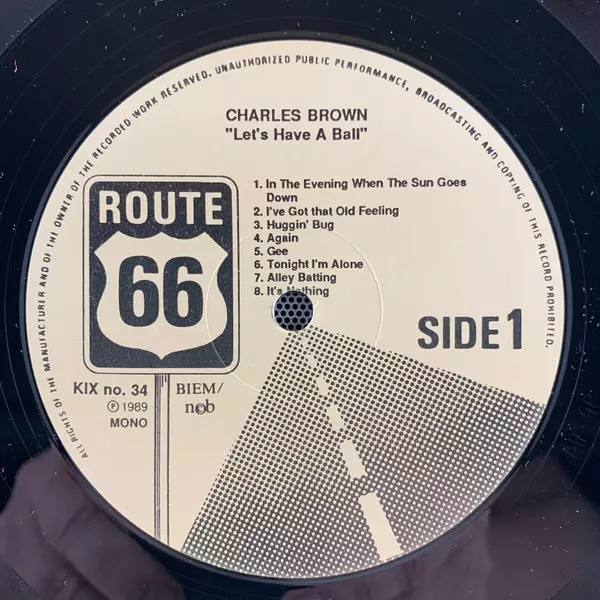 ALL RIGHTS OF THE MANUFACTURER AND OF THE OWNER OF THE RECORDED WORK RESERVED. UNAUTHORIZED PUBLIC PERFORMANCE, BROADCASTING AND COPYING OF THIS RECORD PROHIBITED.
CHARLES BROWN
"Let's Have A Ball"
1. In The Evening When The Sun Goes
Down
2. I've Got that Old Feeling
3. Huggin' Bug
4. Again
5. Gee
6. Tonight I'm Alone
7. Alley Batting
8. It's Nothing
ROUTE
66
SIDE 1
KIX no. 34
℗ 1989
MONO
BIEM/
ncb